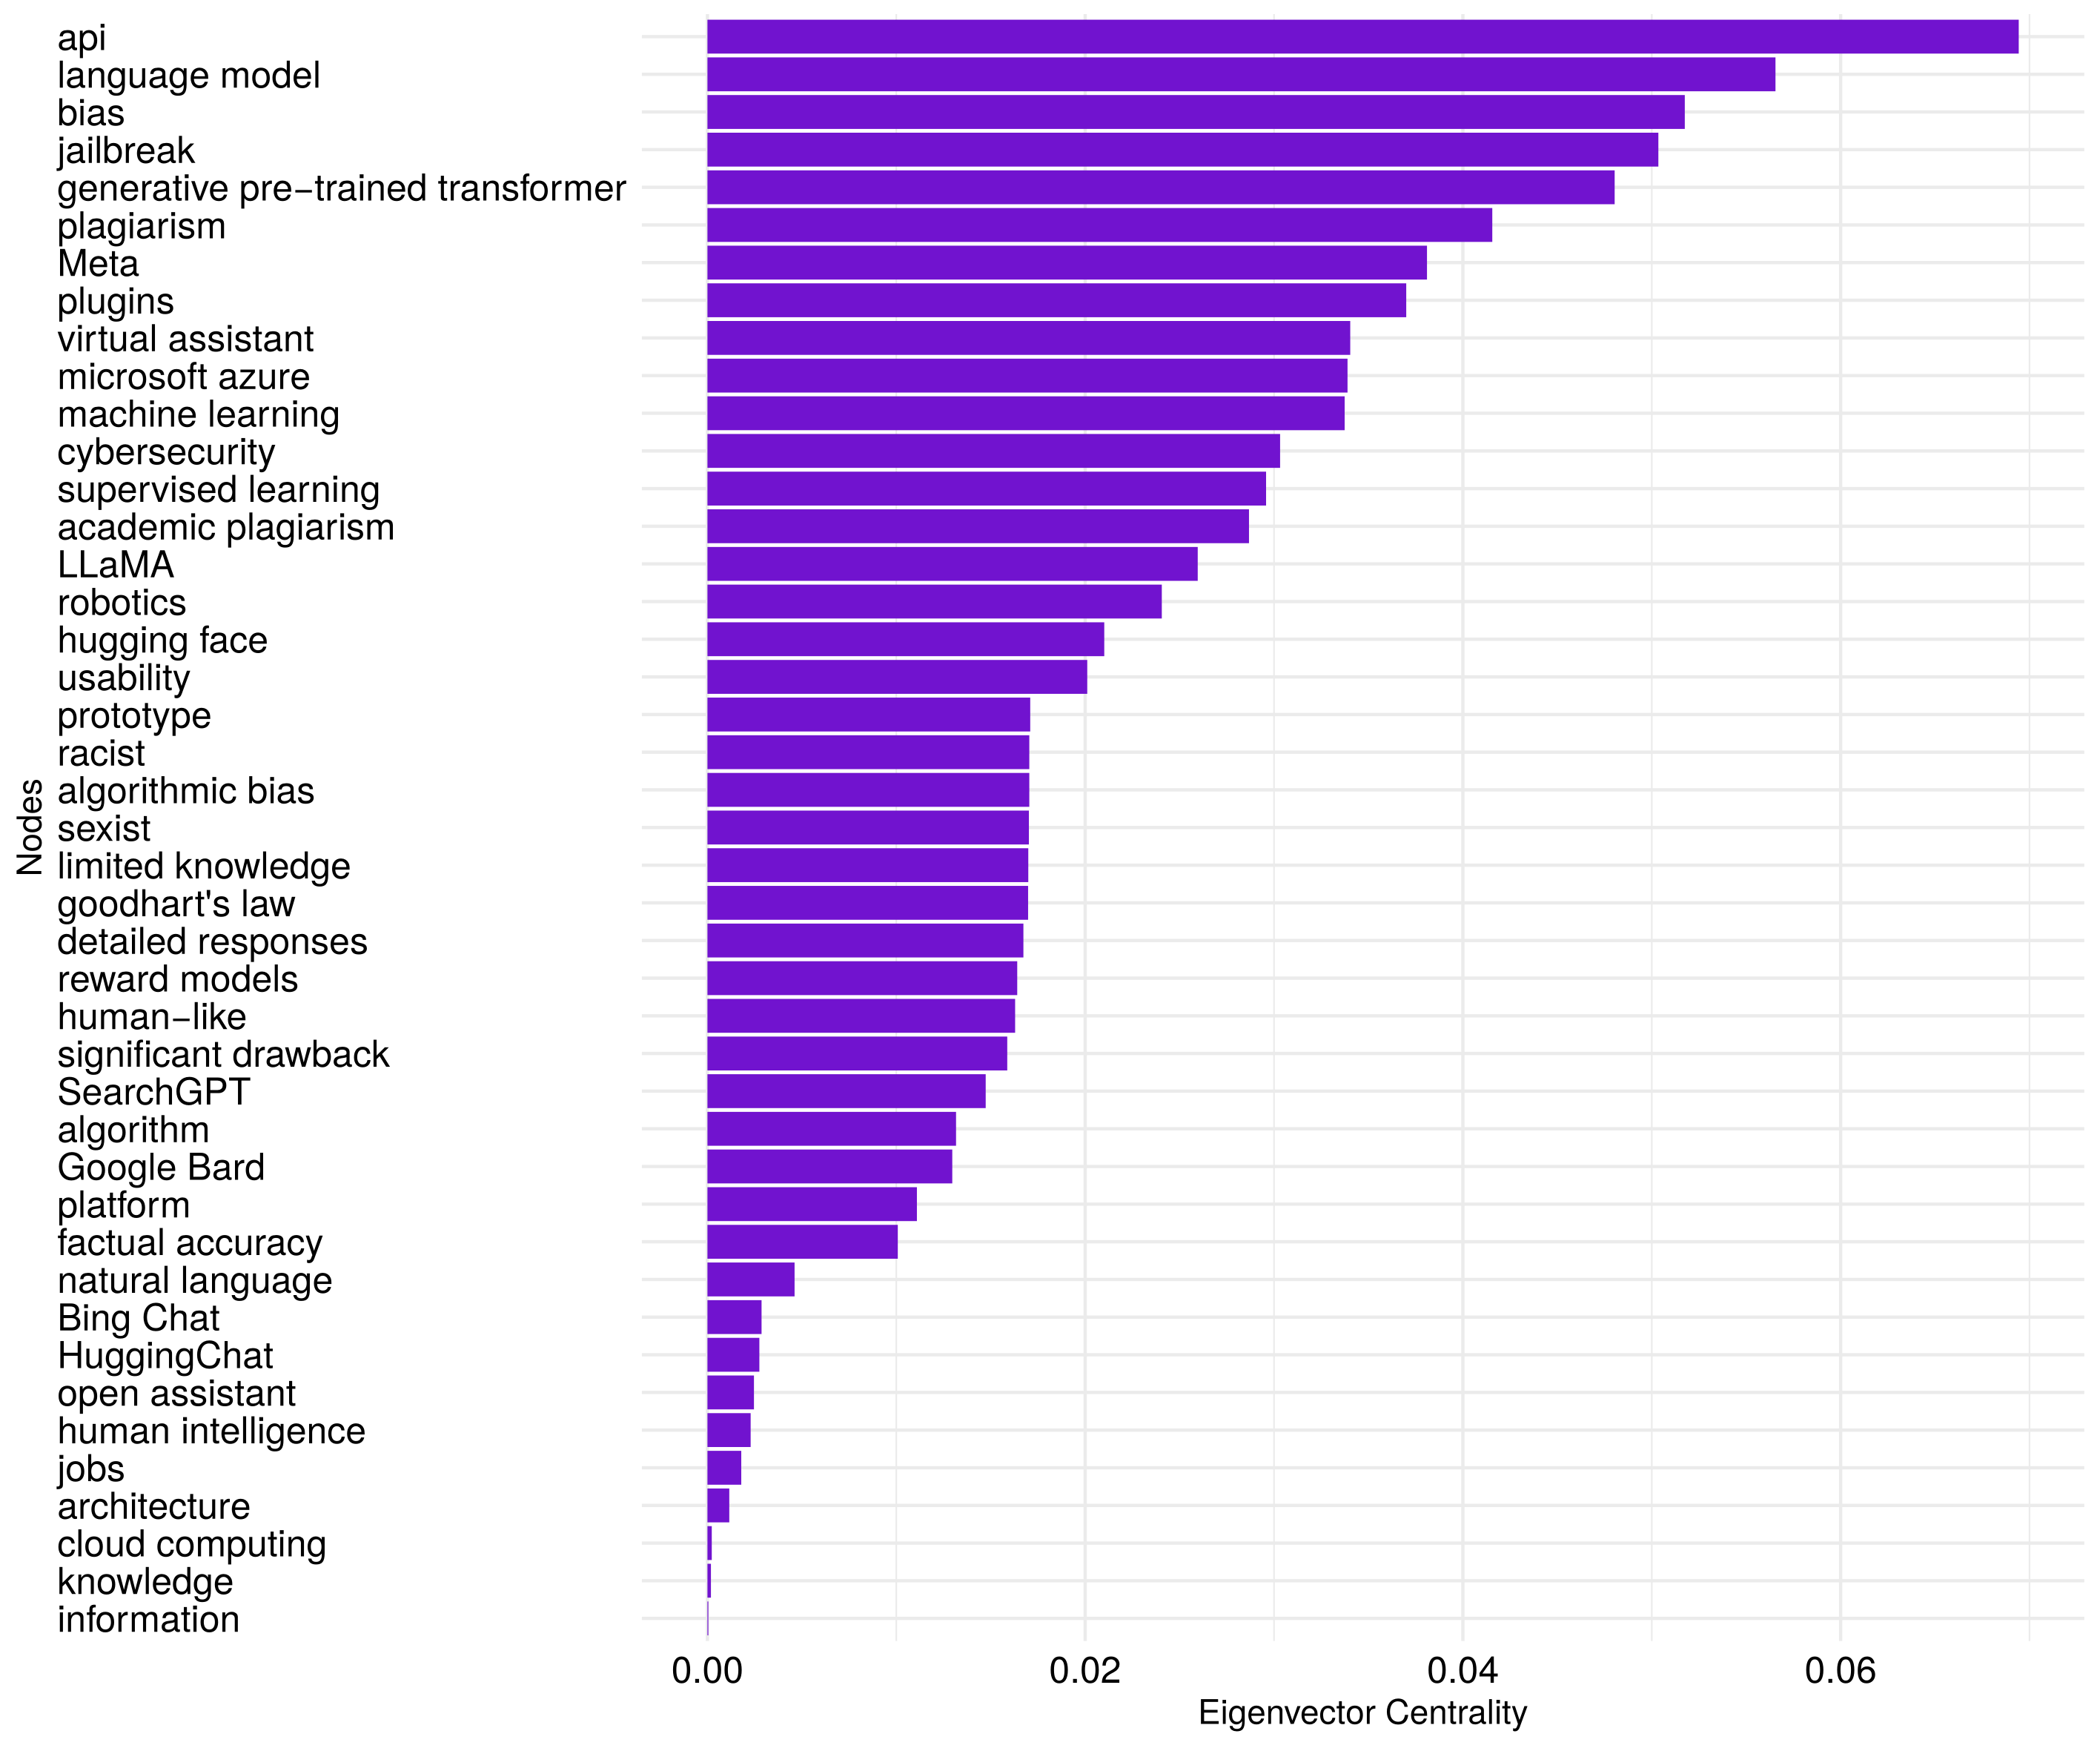 api
language model
bias
jailbreak
generative pre−trained transformer
plagiarism
Meta
plugins
virtual assistant
microsoft azure
machine learning
cybersecurity
supervised learning
academic plagiarism
LLaMA
robotics
hugging face
usability
prototype
racist
algorithmic bias
sexist
limited knowledge
goodhart's law
detailed responses
reward models
human−like
significant drawback
SearchGPT
algorithm
Google Bard
platform
factual accuracy
natural language
Bing Chat
HuggingChat
open assistant
human intelligence
jobs
architecture
cloud computing
knowledge
information
Nodes
0.00 0.02 0.04 0.06
Eigenvector Centrality